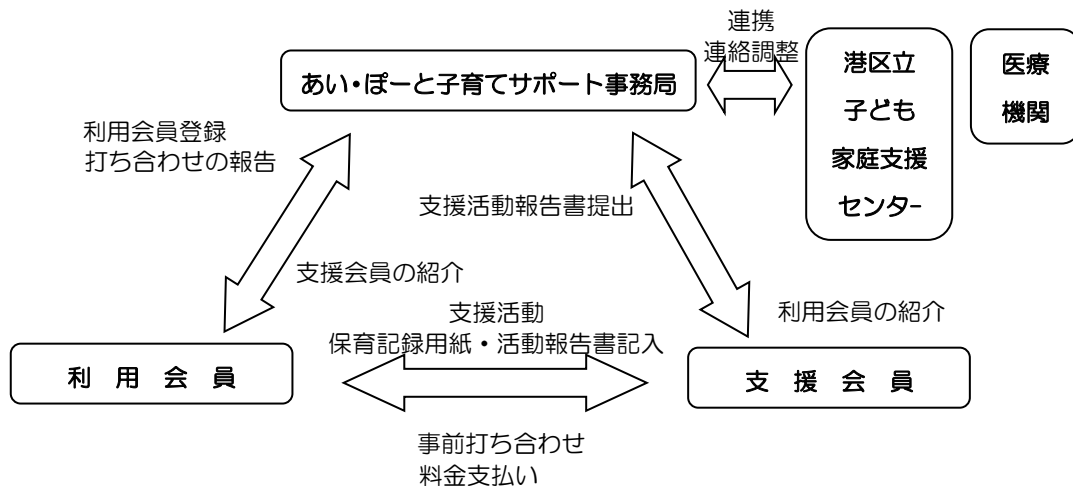 連携
連絡調整
あい・ぽーと子育てサポート事務局
港区立
子ども
家庭支援
センター
医療
機関
利用会員登録
打ち合わせの報告
支援活動報告書提出
支援会員の紹介
利用会員の紹介
支援活動
保育記録用紙・活動報告書記入
利　用　会　員
支　援　会　員
事前打ち合わせ
料金支払い